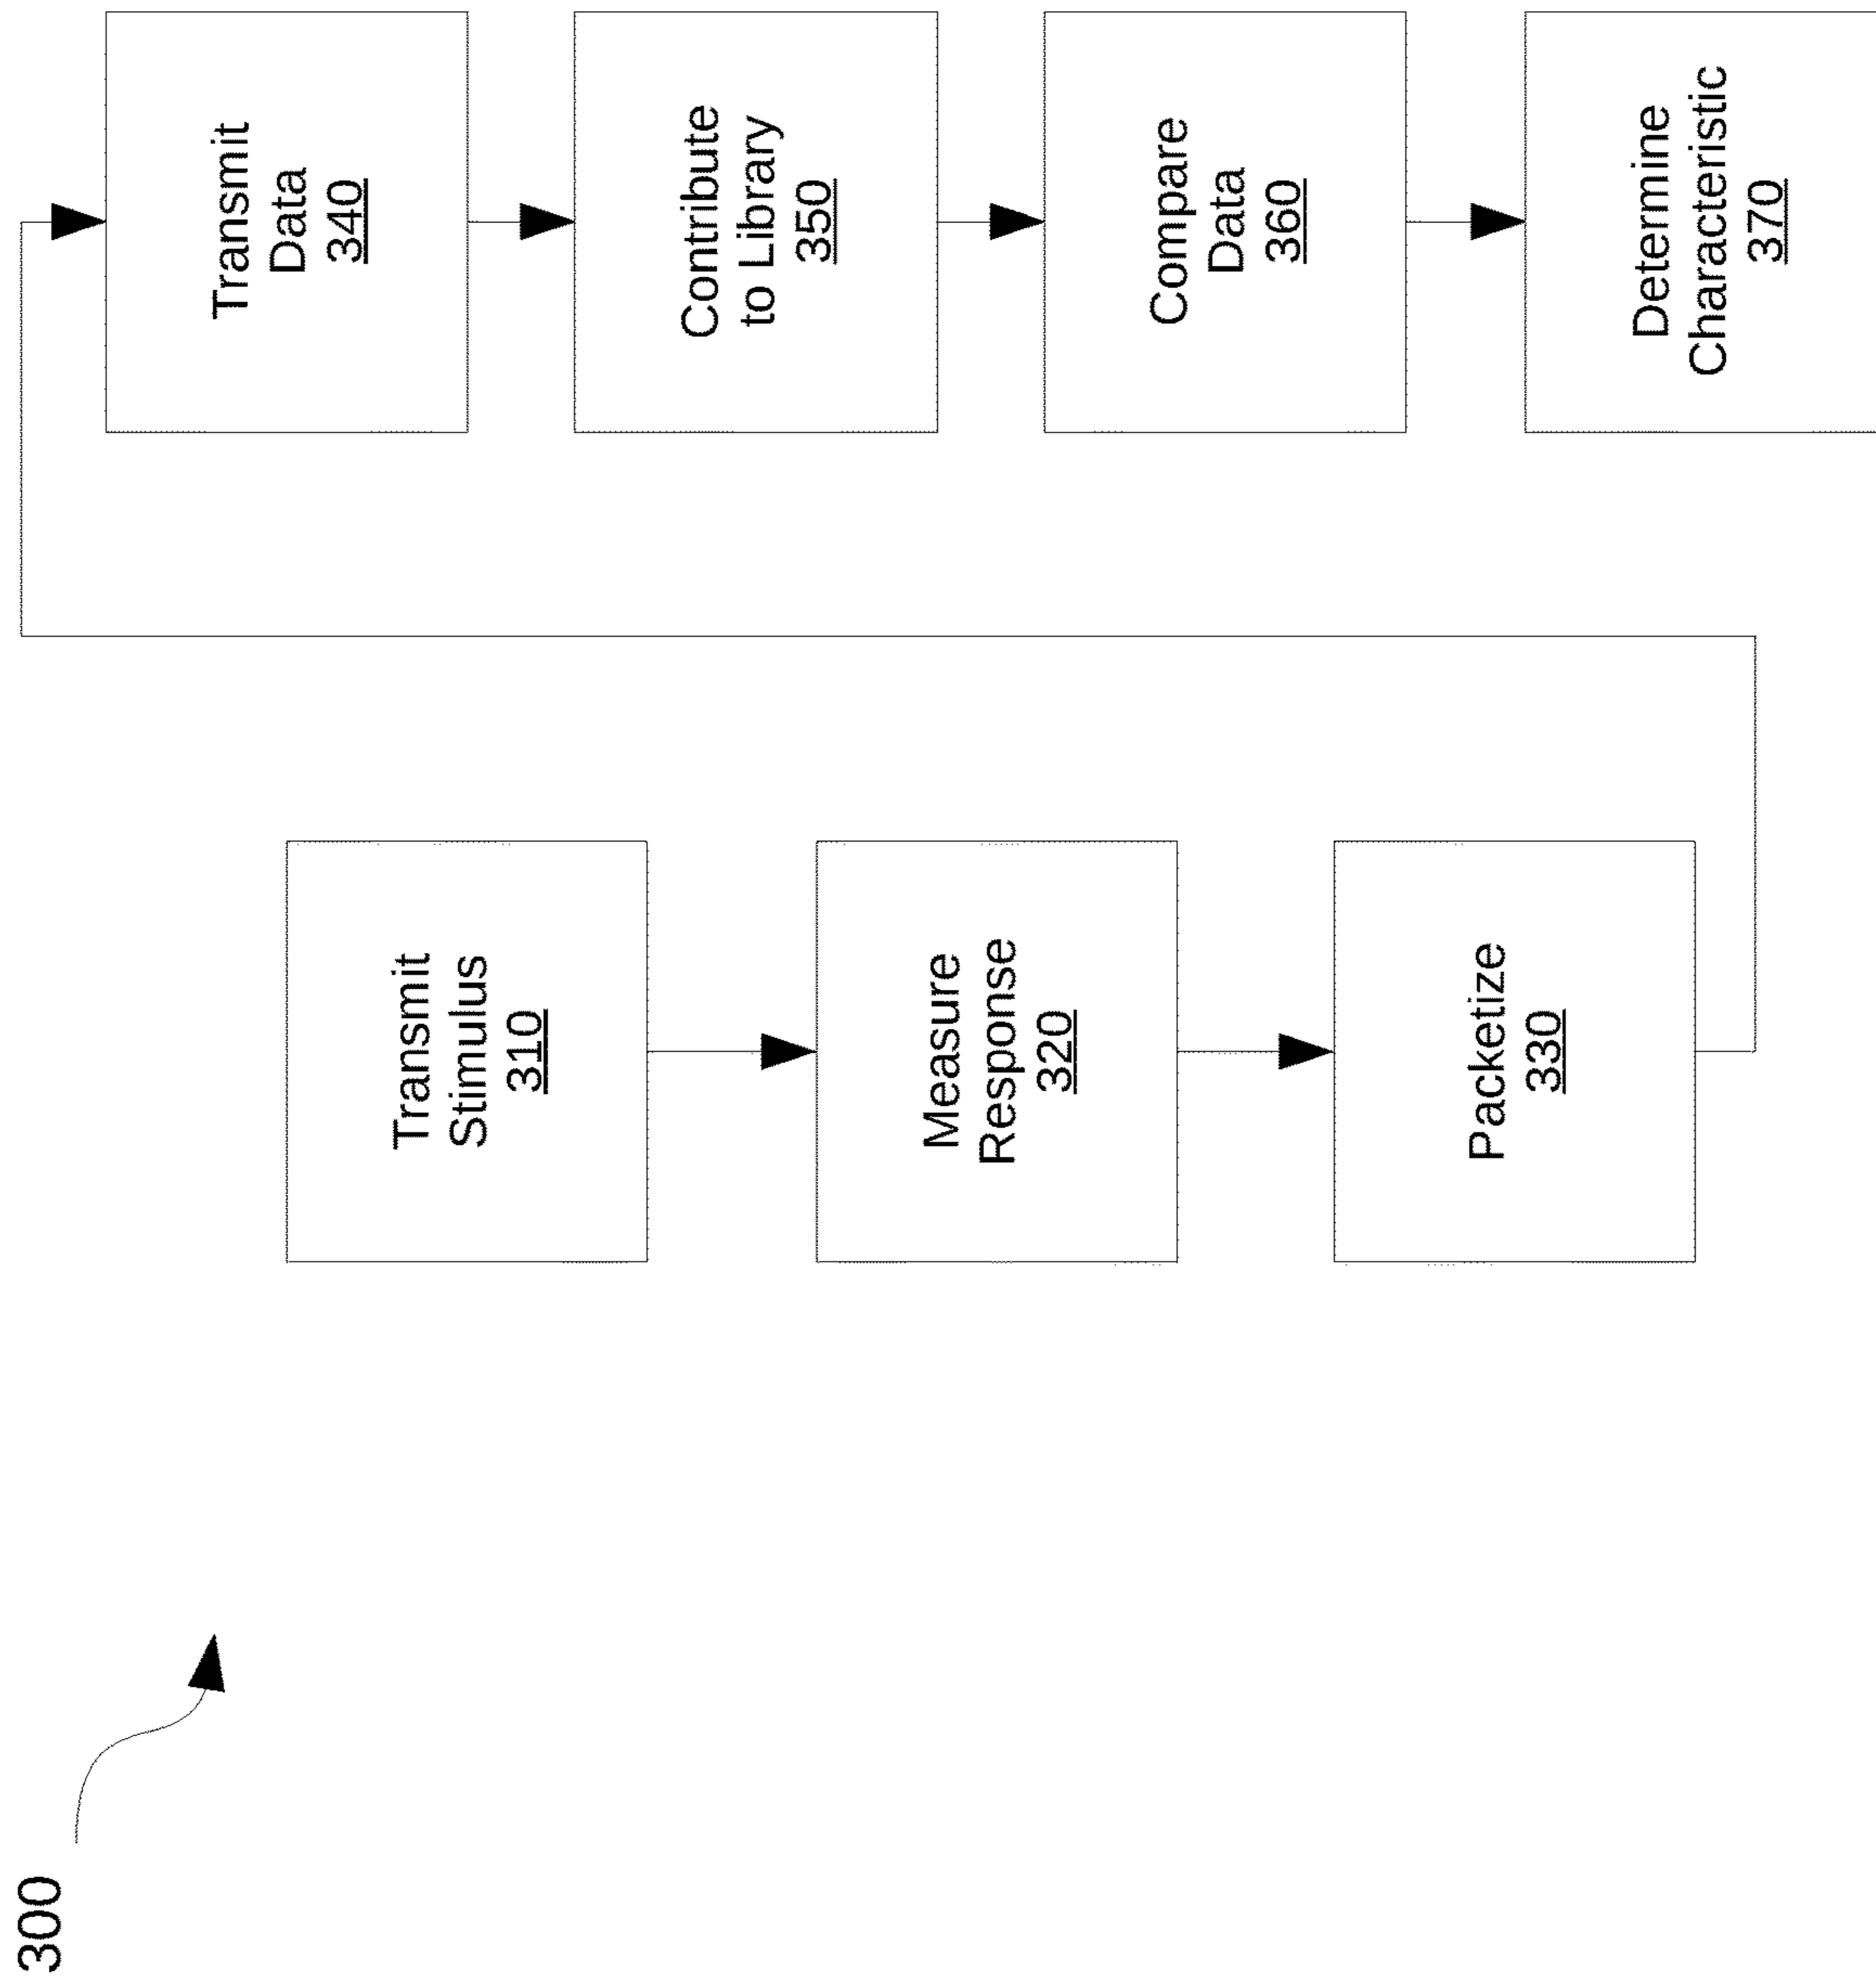 300
Transmit
Stimulus
310
Measure
Response
320
Packetize
330
Transmit
Data
340
Contribute
to Library
350
Compare
Data
360
Determine
Characteristic
370